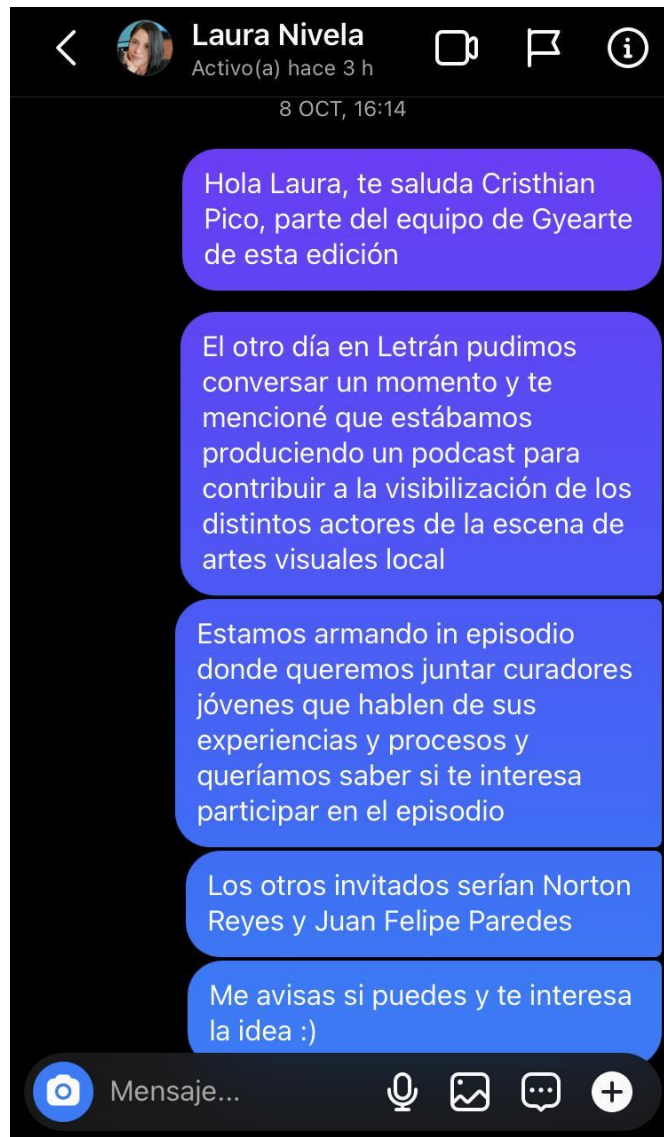 Laura Nivela
Activo(a) hace 3 h
8 OCT, 16:14
Hola Laura, te saluda Cristhian
Pico, parte del equipo de Gyearte
de esta edición
El otro día en Letrán pudimos
conversar un momento y te
mencioné que estábamos
produciendo un podcast para
contribuir a la visibilización de los
distintos actores de la escena de
artes visuales local
Estamos armando in episodio
donde queremos juntar curadores
jóvenes que hablen de sus
experiencias y procesos y
queríamos saber si te interesa
participar en el episodio
Los otros invitados serían Norton
Reyes y Juan Felipe Paredes
Me avisas si puedes y te interesa
la idea :)
Mensaje...